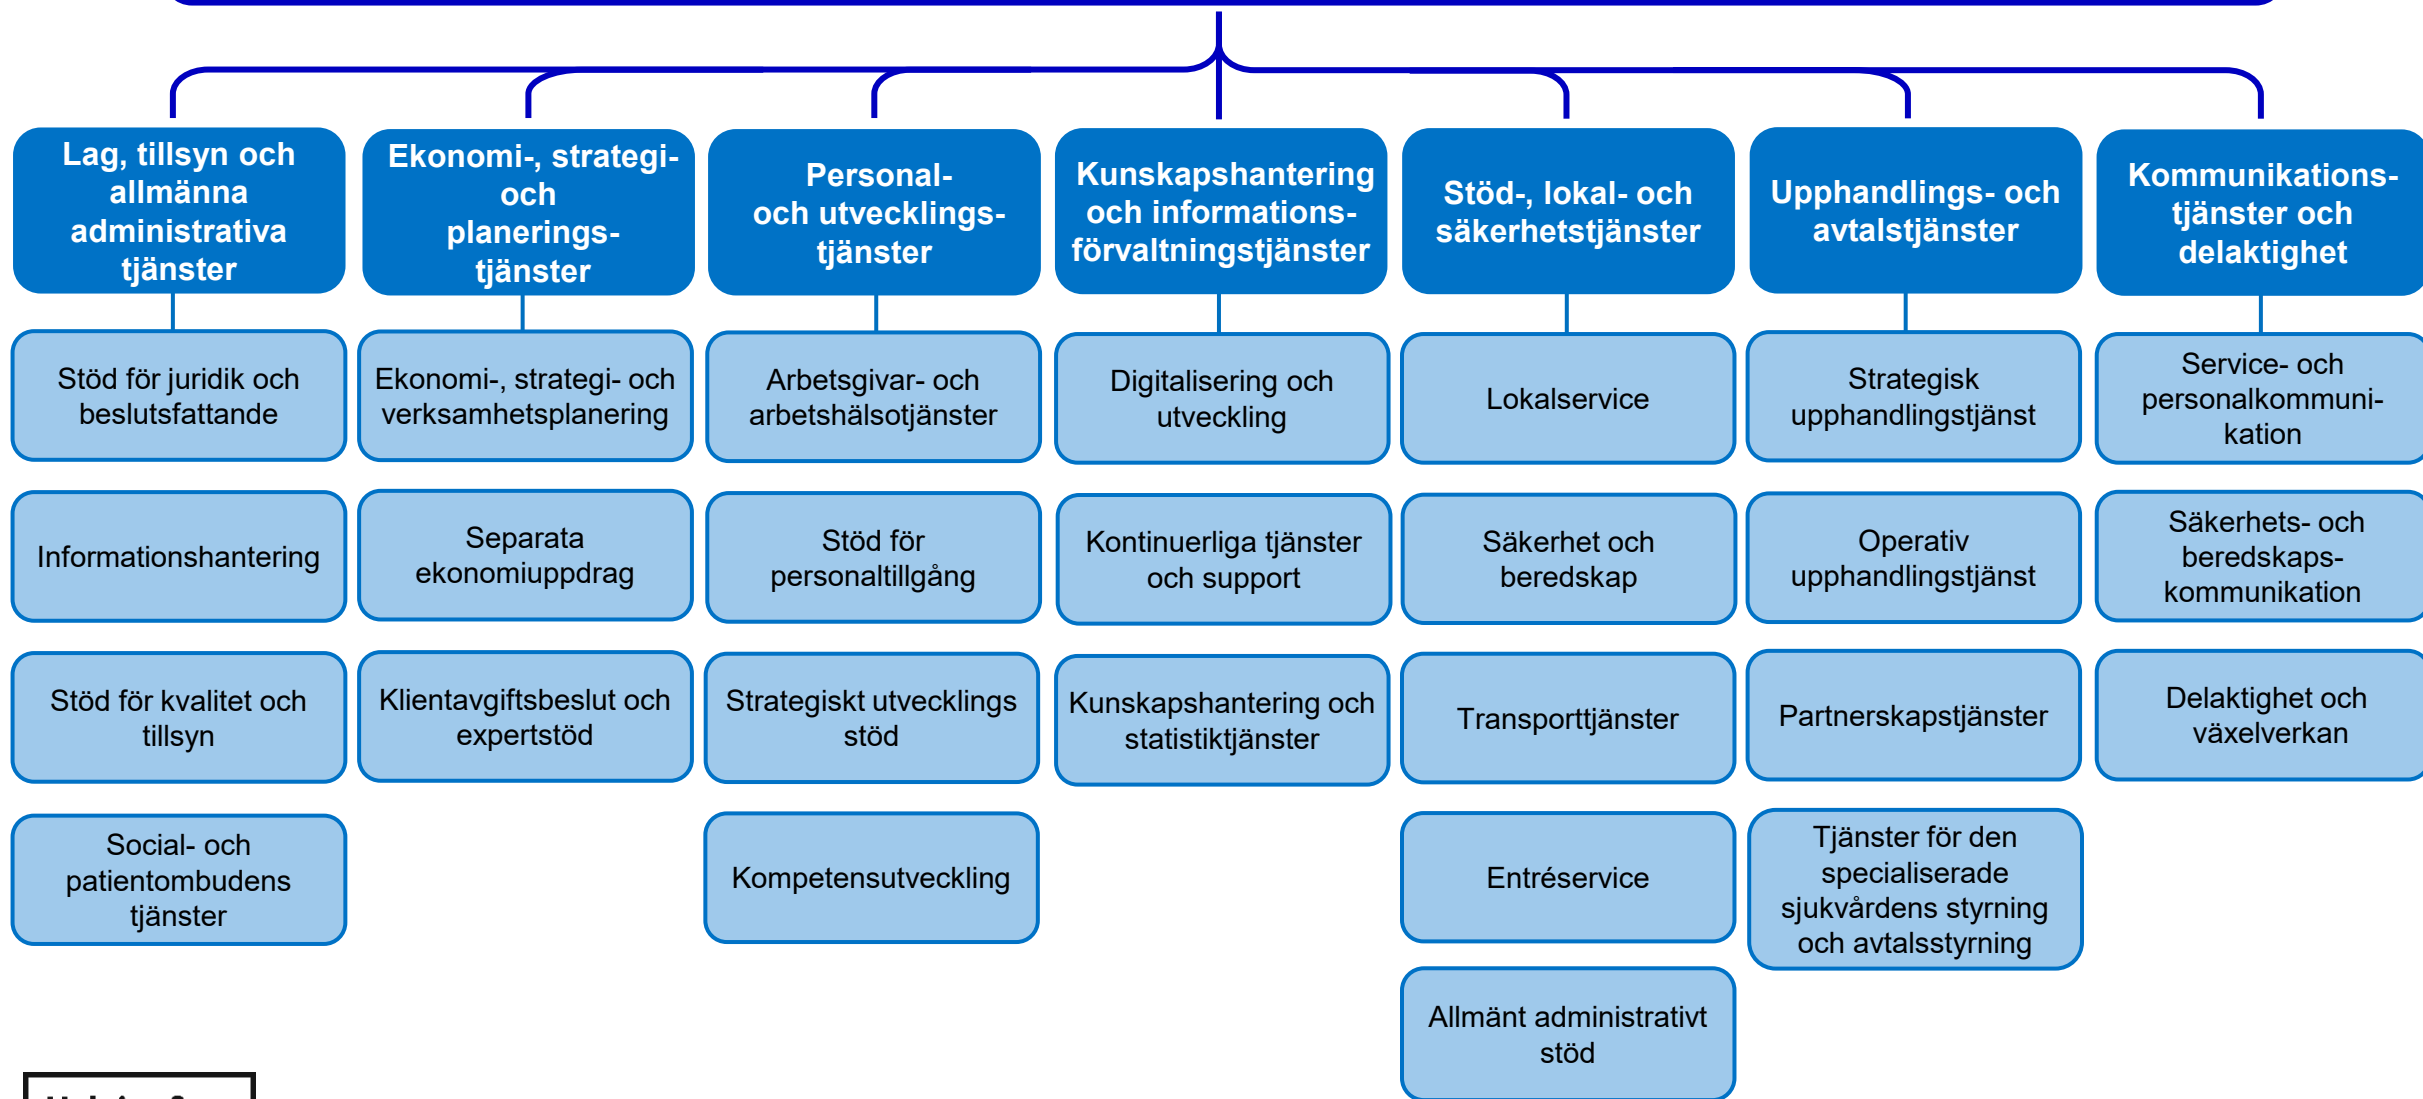 Lag, tillsyn och
allmänna
administrativa
tjänster
Stöd för juridik och
beslutsfattande
Informationshantering
Stöd för kvalitet och
tillsyn
Social- och
patientombudens
tjänster
Ekonomi-, strategi-
och
planerings-
tjänster
Ekonomi-, strategi- och
verksamhetsplanering
Separata
ekonomiuppdrag
Klientavgiftsbeslut och
expertstöd
Personal-
och utvecklings-
tjänster
Arbetsgivar- och
arbetshälsotjänster
Stöd för
personaltillgång
Strategiskt utvecklings
stöd
Kompetensutveckling
Kunskapshantering
och informations-
förvaltningstjänster
Digitalisering och
utveckling
Kontinuerliga tjänster
och support
Kunskapshantering och
statistiktjänster
Stöd-, lokal- och
säkerhetstjänster
Lokalservice
Säkerhet och
beredskap
Transporttjänster
Entréservice
Allmänt administrativt
stöd
Upphandlings- och
avtalstjänster
Strategisk
upphandlingstjänst
Operativ
upphandlingstjänst
Partnerskapstjänster
Tjänster för den
specialiserade
sjukvårdens styrning
och avtalsstyrning
Kommunikations-
tjänster och
delaktighet
Service- och
personalkommuni-
kation
Säkerhets- och
beredskaps-
kommunikation
Delaktighet och
växelverkan